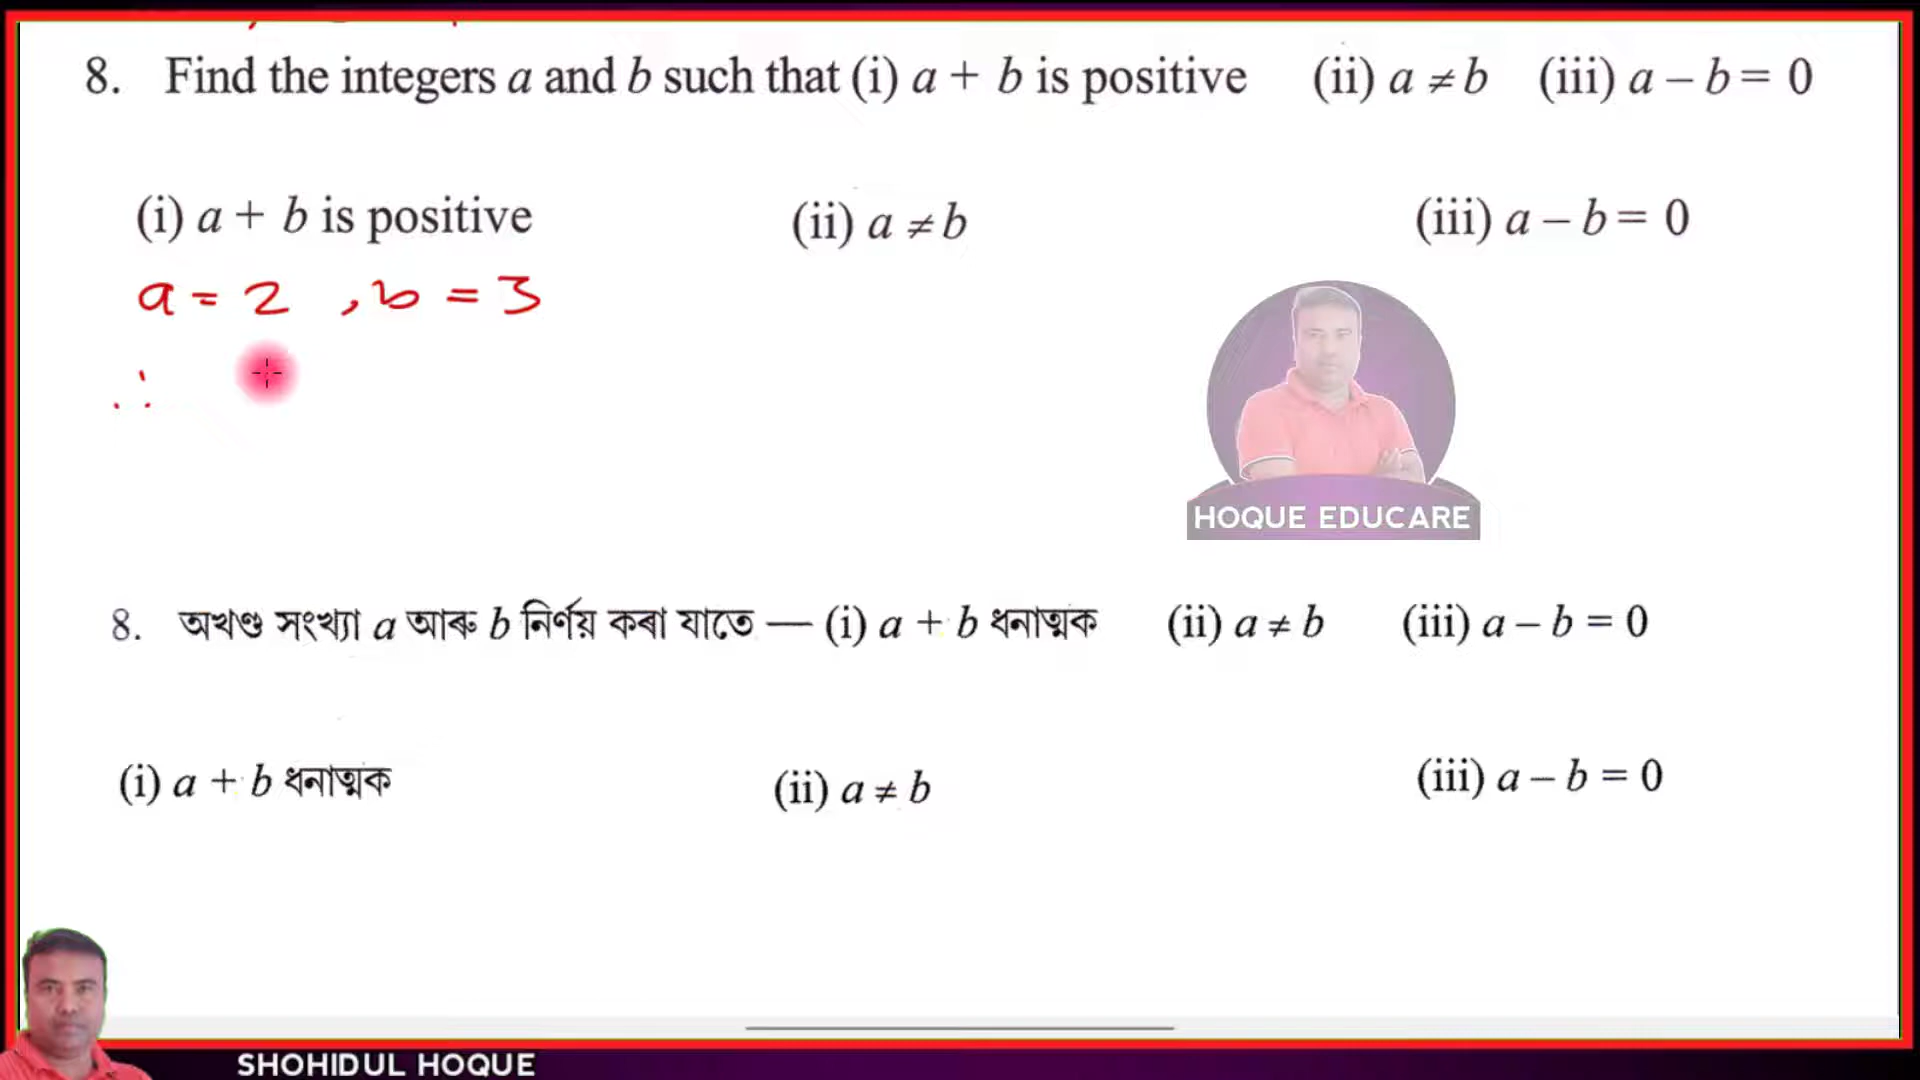 8. Find the integers a and b such that (i) a + b is positive (ii) a ≠ b (iii) a – b = 0
(i) a + b is positive (ii) a ≠ b (iii) a – b = 0
a = 2 , b = 3
∴
HOQUE EDUCARE
8. অখণ্ড সংখ্যা a আৰু b নিৰ্ণয় কৰা যাতে — (i) a + b ধনাত্মক (ii) a ≠ b (iii) a – b = 0
(i) a + b ধনাত্মক (ii) a ≠ b (iii) a – b = 0
SHOHIDUL HOQUE